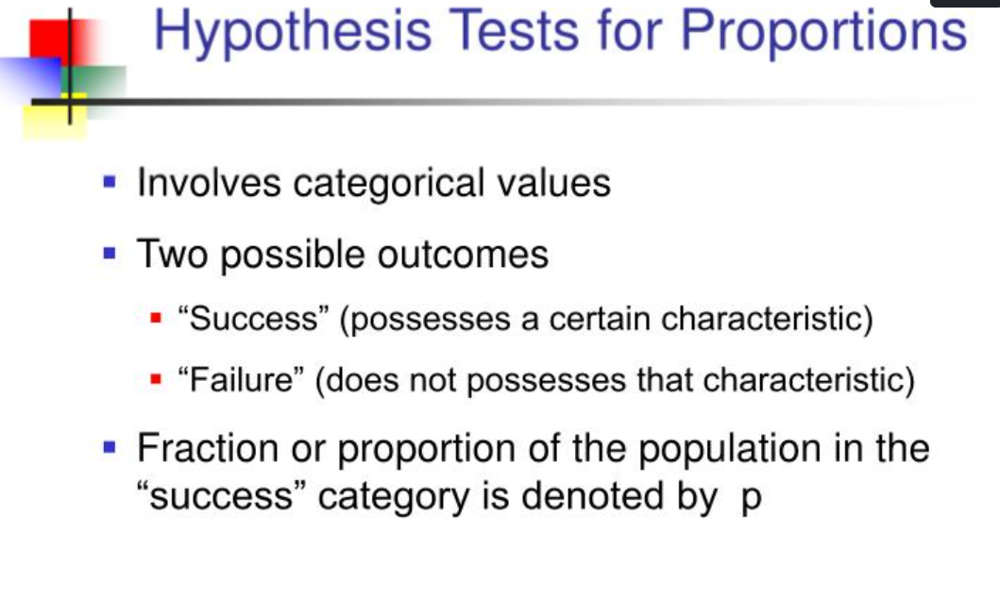 Hypothesis Tests for Proportions
Involves categorical values
Two possible outcomes
“Success” (possesses a certain characteristic)
“Failure” (does not possesses that characteristic)
Fraction or proportion of the population in the
“success” category is denoted by p